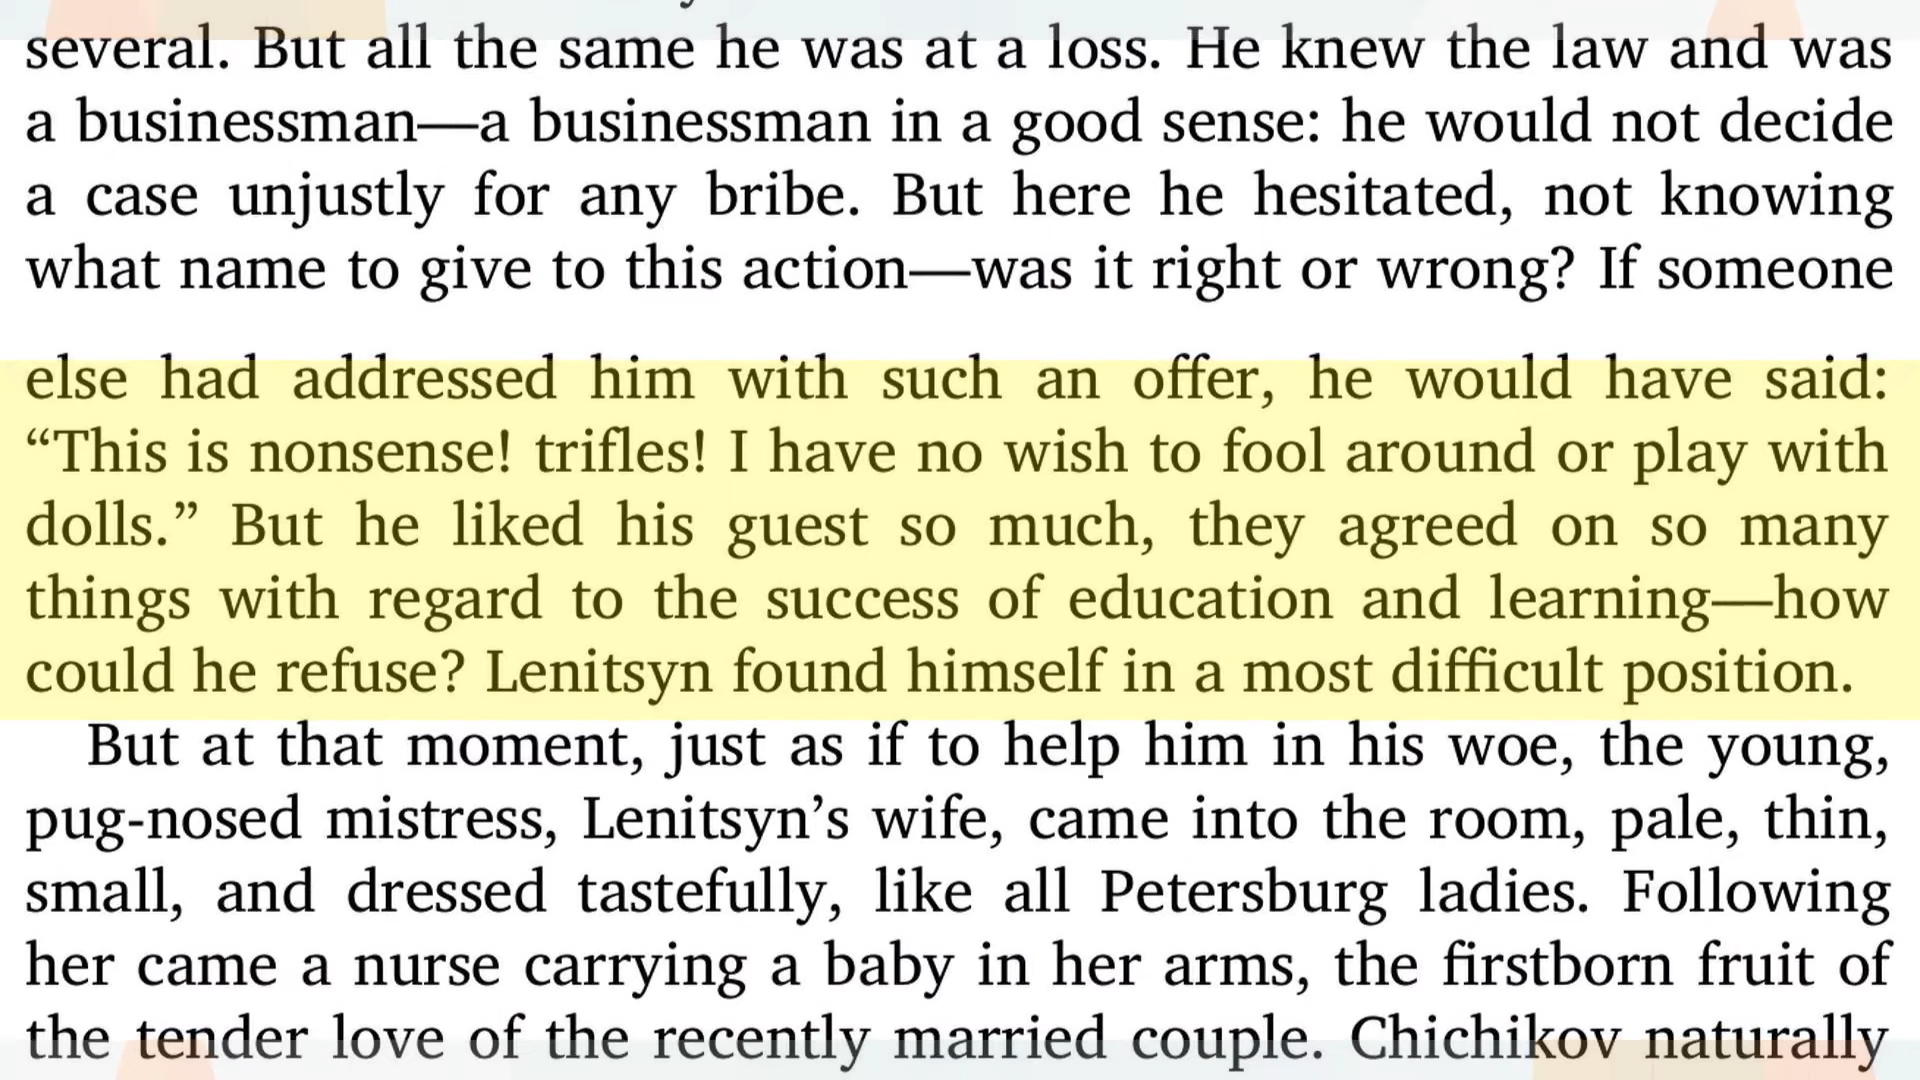 several. But all the same he was at a loss. He knew the law and was
a businessman—a businessman in a good sense: he would not decide
a case unjustly for any bribe. But here he hesitated, not knowing
what name to give to this action—was it right or wrong? If someone
else had addressed him with such an offer, he would have said:
“This is nonsense! trifles! I have no wish to fool around or play with
dolls.” But he liked his guest so much, they agreed on so many
things with regard to the success of education and learning—how
could he refuse? Lenitsyn found himself in a most difficult position.
But at that moment, just as if to help him in his woe, the young,
pug-nosed mistress, Lenitsyn’s wife, came into the room, pale, thin,
small, and dressed tastefully, like all Petersburg ladies. Following
her came a nurse carrying a baby in her arms, the firstborn fruit of
the tender love of the recently married couple. Chichikov naturally